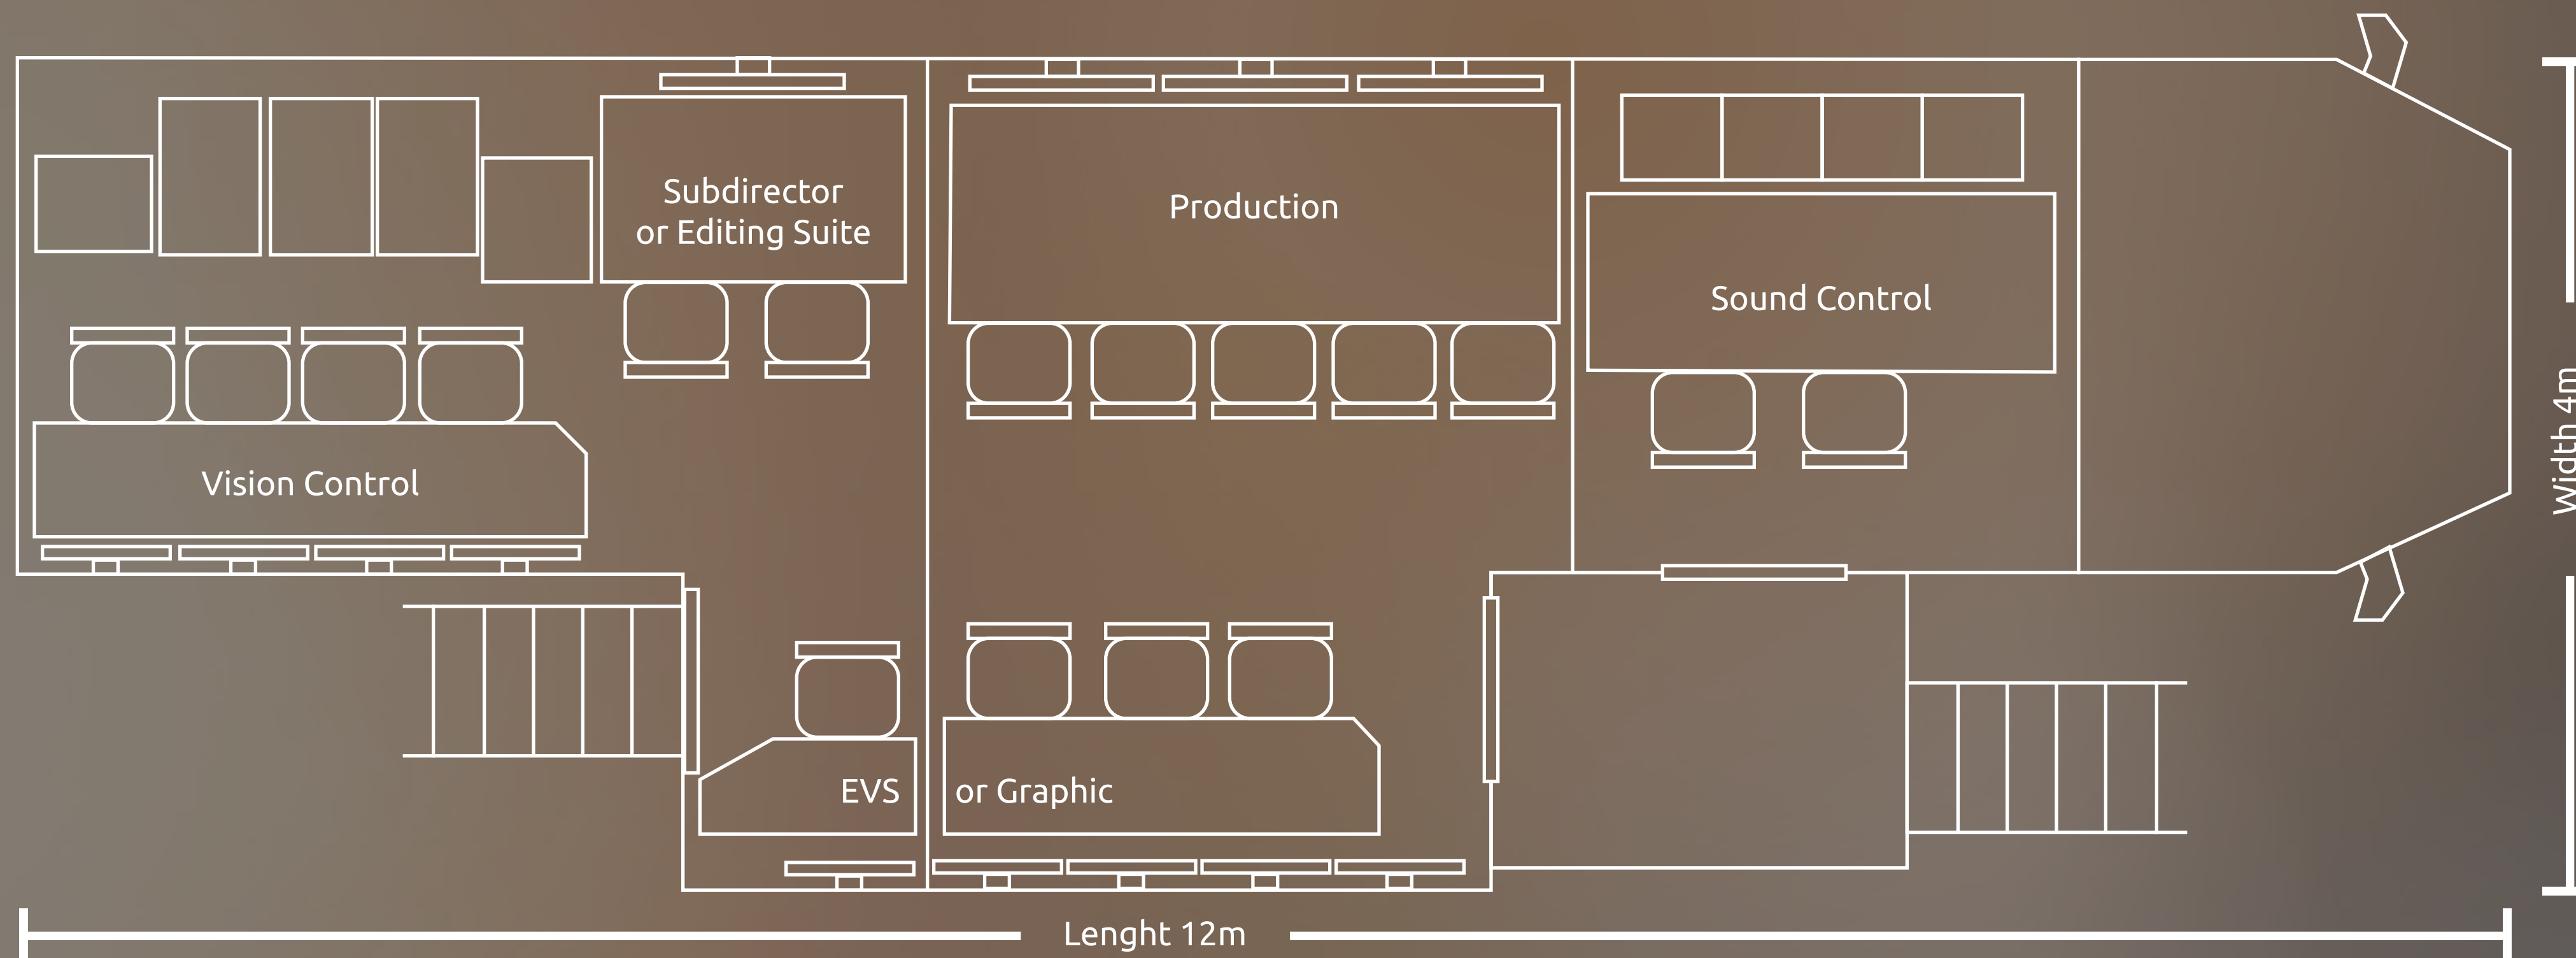 Subdirector
or Editing Suite
Production
Sound Control
Vision Control
EVS or Graphic
Width 4m
Lenght 12m